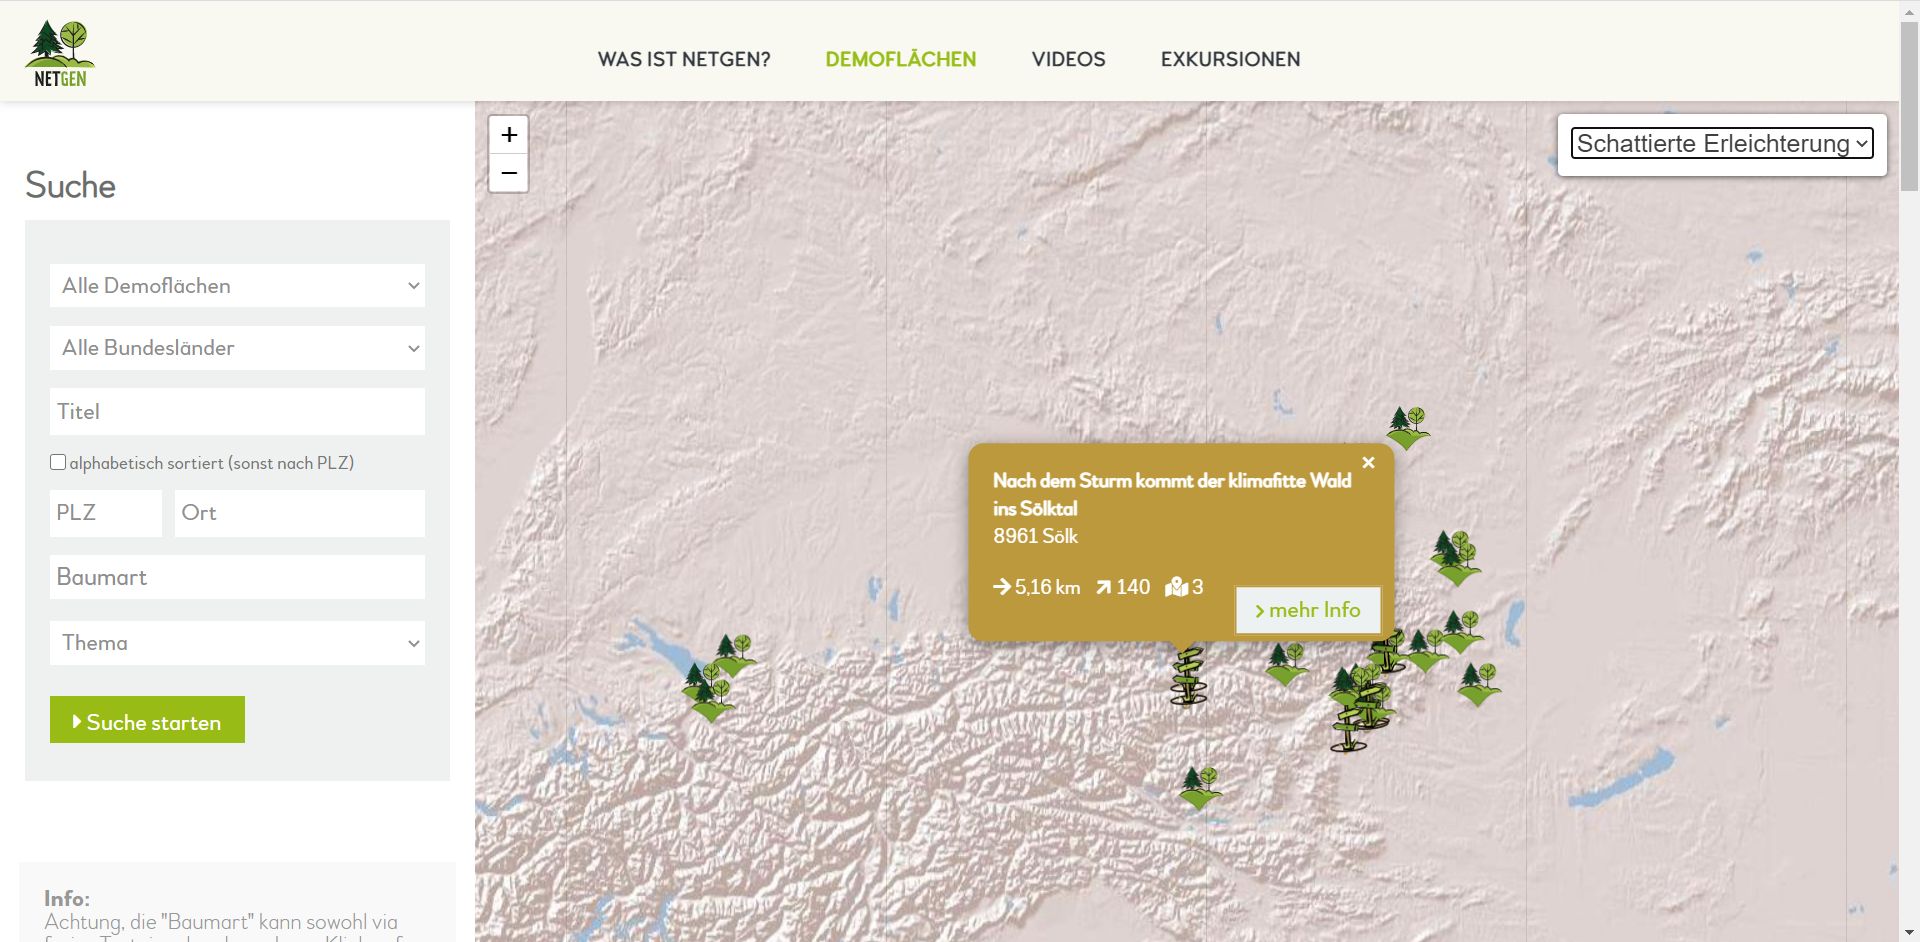 NETGEN
WAS IST NETGEN?
DEMOFLÄCHEN
VIDEOS
EXKURSIONEN
Suche
Alle Demoflächen
Alle Bundesländer
Titel
alphabetisch sortiert (sonst nach PLZ)
PLZ
Ort
Baumart
Thema
Suche starten
Info:
Achtung, die "Baumart" kann sowohl via
+
−
Schattierte Erleichterung
Nach dem Sturm kommt der klimafitte Wald
ins Sölktal
8961 Sölk
5,16 km 140 3
mehr Info